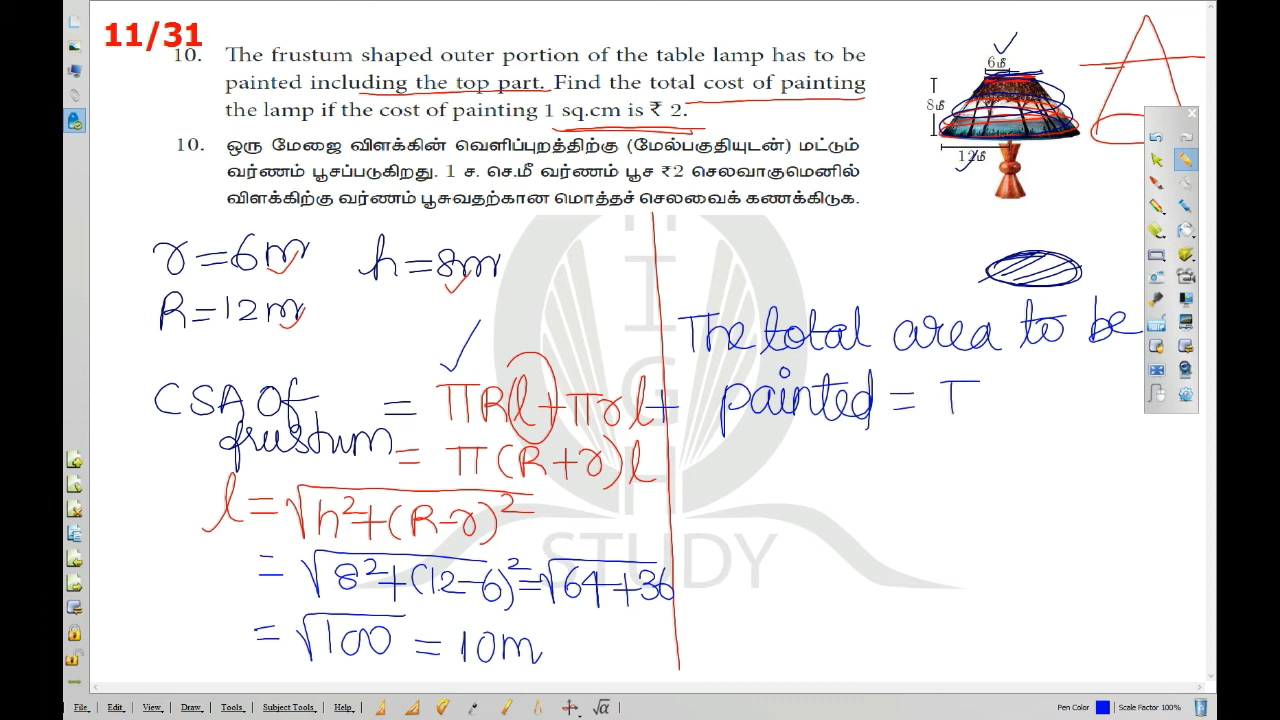 11/31
10. The frustum shaped outer portion of the table lamp has to be
painted including the top part. Find the total cost of painting
the lamp if the cost of painting 1 sq.cm is ₹ 2.
10. ஒரு மேஜை விளக்கின் வெளிப்புறத்திற்கு (மேல்பகுதியுடன்) மட்டும்
வர்ணம் பூசப்படுகிறது. 1 ச. செ.மீ வர்ணம் பூச ₹2 செலவாகுமெனில்
விளக்கிற்கு வர்ணம் பூசுவதற்கான மொத்தச் செலவைக் கணக்கிடுக.
6மீ
8மீ
12மீ
r = 6m h = 8m
R = 12m
CSA Of frustum = πRl + πrl +
= π(R+r)l
l = √h²+(R-r)²
= √8²+(12-6)² = √64+36
= √100 = 10m
The total area to be
painted = T
HIGH
STUDY
File Edit View Draw Tools Subject Tools Help Pen Color Scale Factor 100%